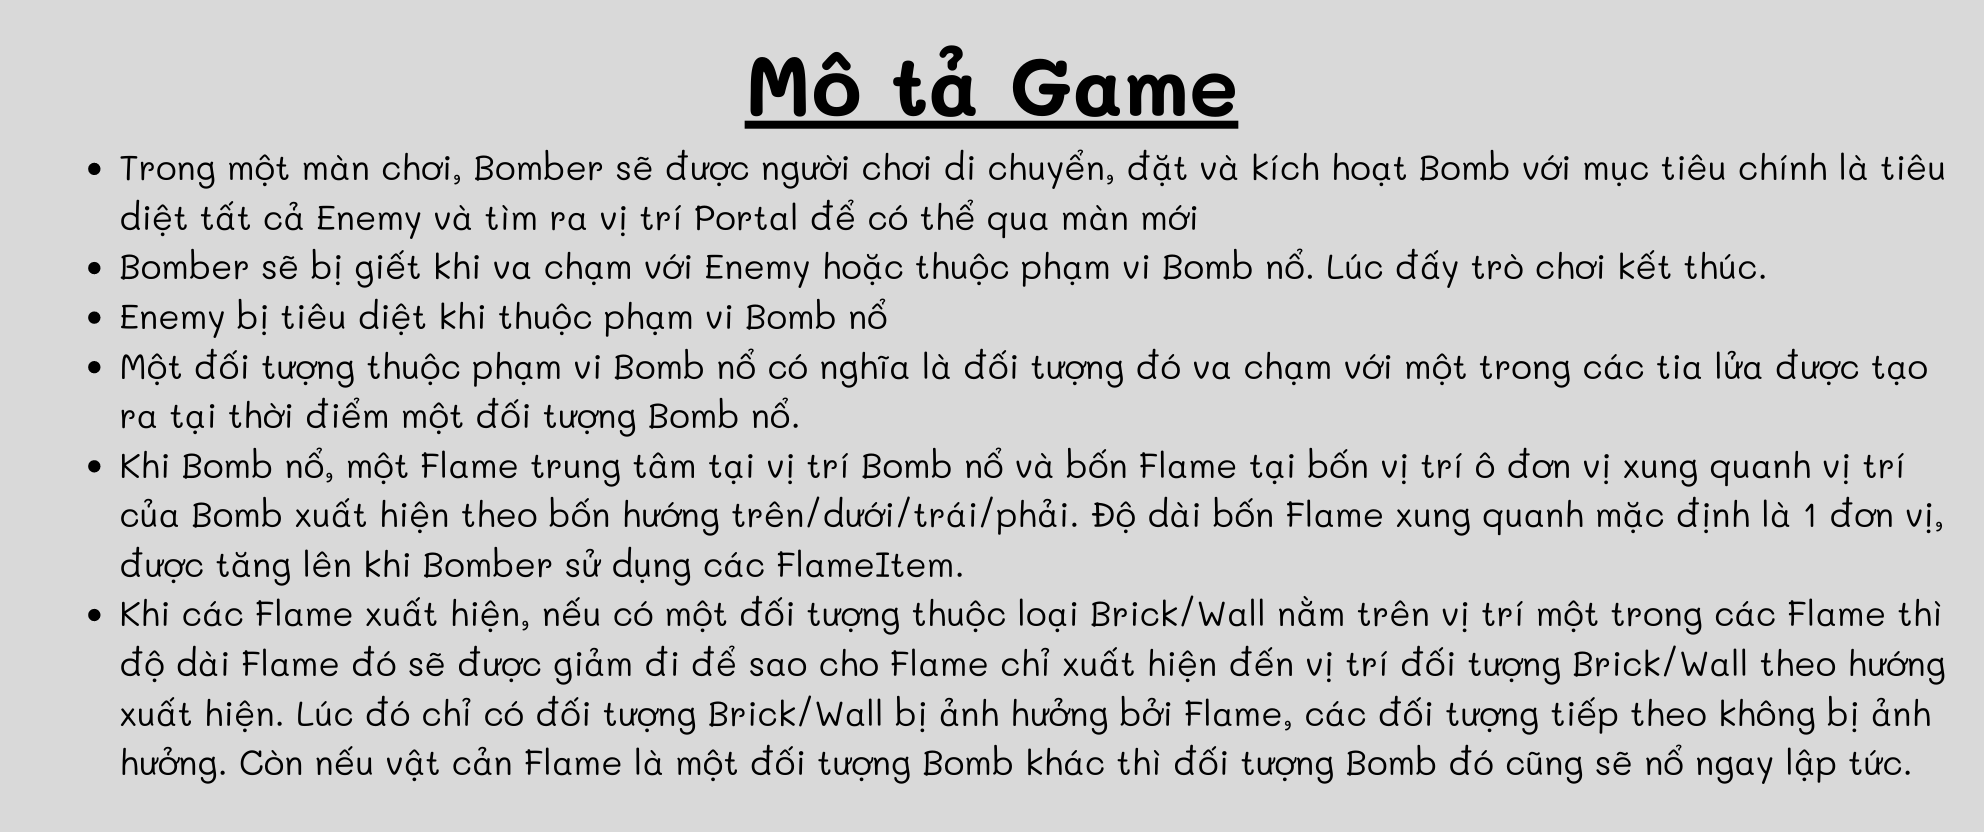 Mô tả Game
• Trong một màn chơi, Bomber sẽ được người chơi di chuyển, đặt và kích hoạt Bomb với mục tiêu chính là tiêu
diệt tất cả Enemy và tìm ra vị trí Portal để có thể qua màn mới
• Bomber sẽ bị giết khi va chạm với Enemy hoặc thuộc phạm vi Bomb nổ. Lúc đấy trò chơi kết thúc.
• Enemy bị tiêu diệt khi thuộc phạm vi Bomb nổ
• Một đối tượng thuộc phạm vi Bomb nổ có nghĩa là đối tượng đó va chạm với một trong các tia lửa được tạo
ra tại thời điểm một đối tượng Bomb nổ.
• Khi Bomb nổ, một Flame trung tâm tại vị trí Bomb nổ và bốn Flame tại bốn vị trí ô đơn vị xung quanh vị trí
của Bomb xuất hiện theo bốn hướng trên/dưới/trái/phải. Độ dài bốn Flame xung quanh mặc định là 1 đơn vị,
được tăng lên khi Bomber sử dụng các FlameItem.
• Khi các Flame xuất hiện, nếu có một đối tượng thuộc loại Brick/Wall nằm trên vị trí một trong các Flame thì
độ dài Flame đó sẽ được giảm đi để sao cho Flame chỉ xuất hiện đến vị trí đối tượng Brick/Wall theo hướng
xuất hiện. Lúc đó chỉ có đối tượng Brick/Wall bị ảnh hưởng bởi Flame, các đối tượng tiếp theo không bị ảnh
hưởng. Còn nếu vật cản Flame là một đối tượng Bomb khác thì đối tượng Bomb đó cũng sẽ nổ ngay lập tức.